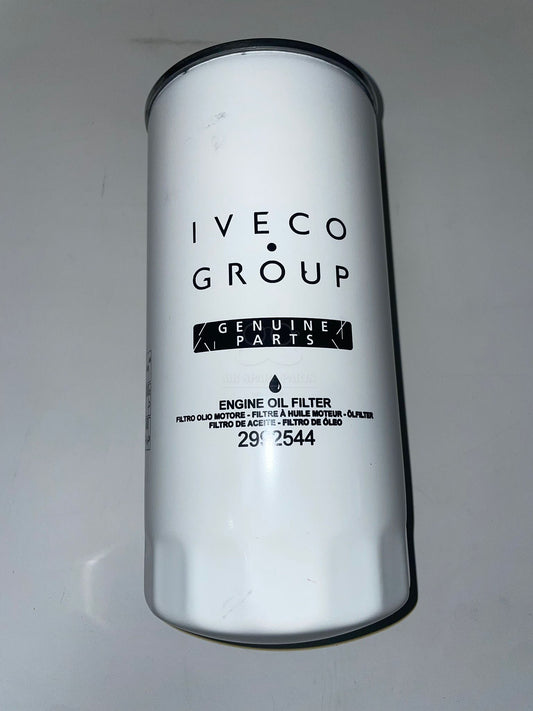 IVECO
GROUP
GENUINE
PARTS
ENGINE OIL FILTER
FILTRO OLIO MOTORE - FILTRE À HUILE MOTEUR - ÖLFILTER
FILTRO DE ACEITE - FILTRO DE ÓLEO
2992544